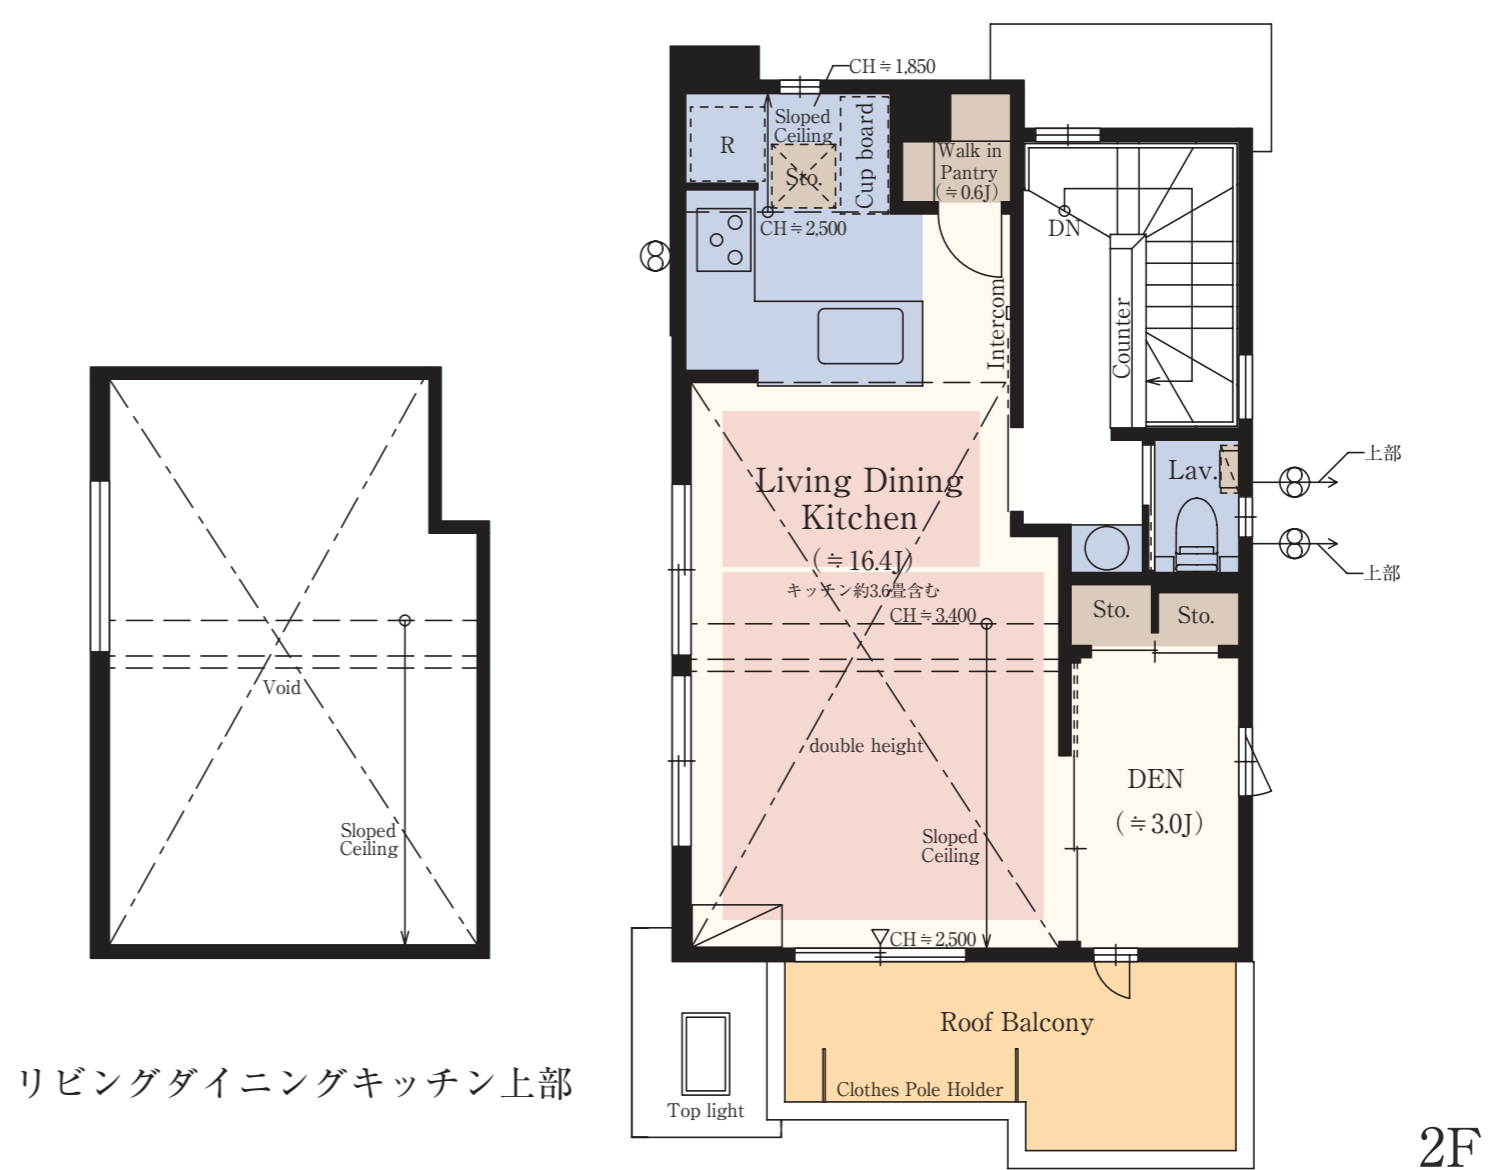 CH≒1,850
Sloped
Ceiling
R
Sto.
Cup board
Walk in
Pantry
(≒0.6J)
CH≒2,500
DN
Intercom
Counter
Living Dining
Kitchen
(≒16.4J)
キッチン約3.6畳含む
CH≒3,400
Lav.
上部
上部
Sto.
Sto.
double height
DEN
(≒3.0J)
Sloped
Ceiling
CH≒2,500
Void
Sloped
Ceiling
リビングダイニングキッチン上部
Roof Balcony
Clothes Pole Holder
Top light
2F